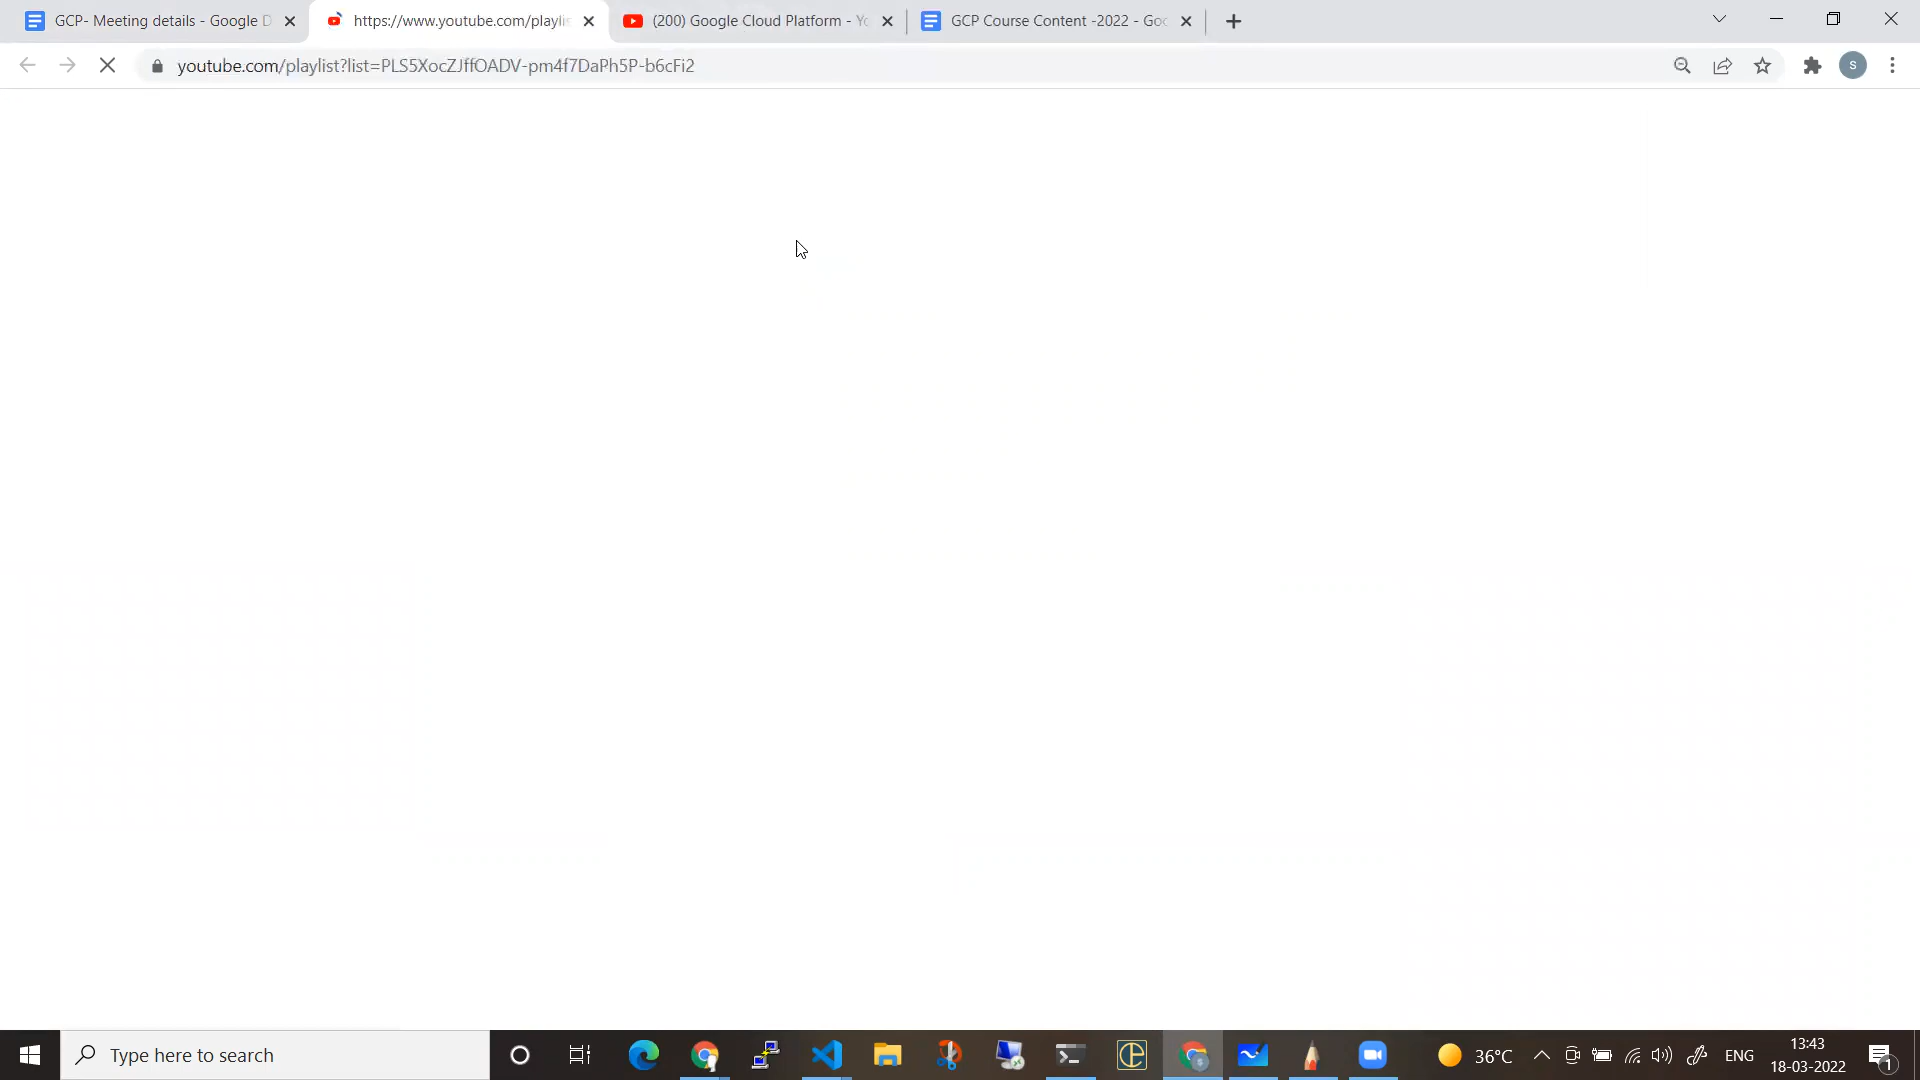 GCP- Meeting details - Google D
https://www.youtube.com/playli
(200) Google Cloud Platform - Yo
GCP Course Content -2022 - Goo
youtube.com/playlist?list=PLS5XocZJffOADV-pm4f7DaPh5P-b6cFi2
S
Type here to search
36°C
ENG
13:43
18-03-2022
1